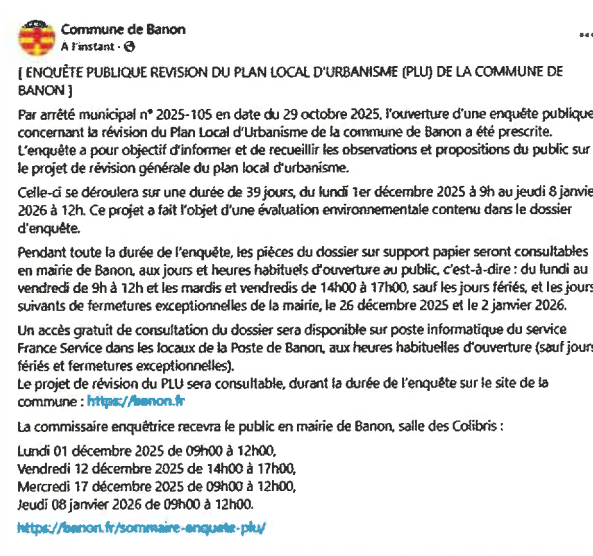 Commune de Banon
A l'instant ·
[ ENQUÊTE PUBLIQUE REVISION DU PLAN LOCAL D'URBANISME (PLU) DE LA COMMUNE DE
BANON ]
Par arrêté municipal n° 2025-105 en date du 29 octobre 2025, l'ouverture d'une enquête publique
concernant la révision du Plan Local d'Urbanisme de la commune de Banon a été prescrite.
L'enquête a pour objectif d'informer et de recueillir les observations et propositions du public sur
le projet de révision générale du plan local d'urbanisme.
Celle-ci se déroulera sur une durée de 39 jours, du lundi 1er décembre 2025 à 9h au jeudi 8 janvie
2026 à 12h. Ce projet a fait l'objet d'une évaluation environnementale contenu dans le dossier
d'enquête.
Pendant toute la durée de l'enquête, les pièces du dossier sur support papier seront consultables
en mairie de Banon, aux jours et heures habituels d'ouverture au public, c'est-à-dire : du lundi au
vendredi de 9h à 12h et les mardis et vendredis de 14h00 à 17h00, sauf les jours fériés, et les jours
suivants de fermetures exceptionnelles de la mairie, le 26 décembre 2025 et le 2 janvier 2026.
Un accès gratuit de consultation du dossier sera disponible sur poste informatique du service
France Service dans les locaux de la Poste de Banon, aux heures habituelles d'ouverture (sauf jours
fériés et fermetures exceptionnelles).
Le projet de révision du PLU sera consultable, durant la durée de l'enquête sur le site de la
commune : https://banon.fr
La commissaire enquêtrice recevra le public en mairie de Banon, salle des Colibris :
Lundi 01 décembre 2025 de 09h00 à 12h00,
Vendredi 12 décembre 2025 de 14h00 à 17h00,
Mercredi 17 décembre 2025 de 09h00 à 12h00,
Jeudi 08 janvier 2026 de 09h00 à 12h00.
https://banon.fr/sommaire-enquete-plu/